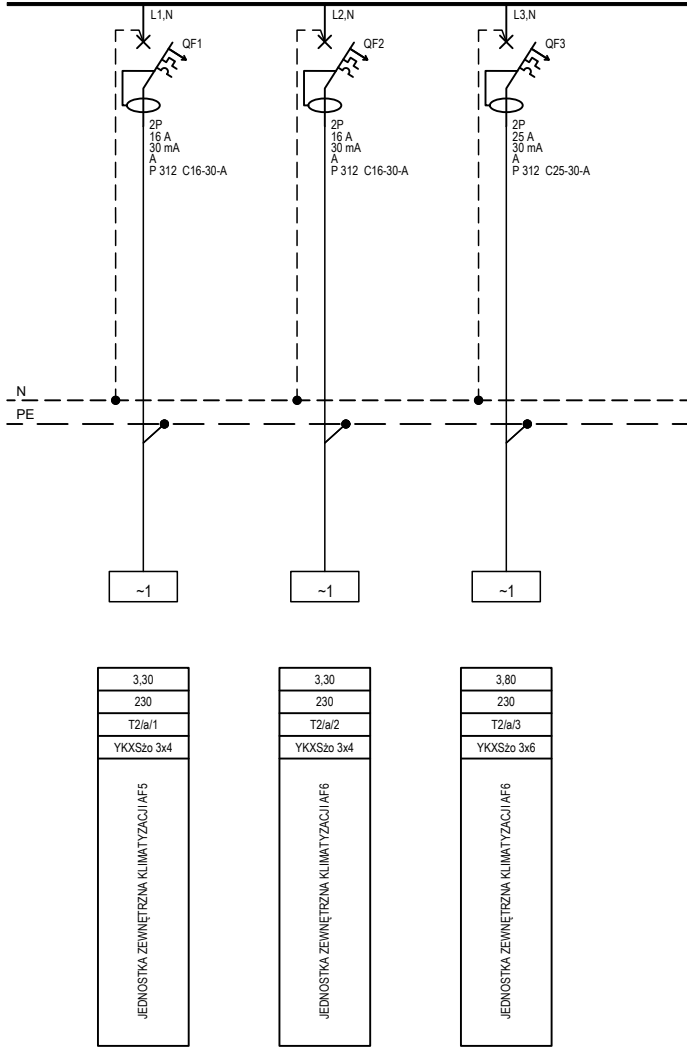 L1,N
QF1
2P
16 A
30 mA
A
P 312 C16-30-A
L2,N
QF2
2P
16 A
30 mA
A
P 312 C16-30-A
L3,N
QF3
2P
25 A
30 mA
A
P 312 C25-30-A
N
PE
~1
~1
~1
3,30
230
T2/a/1
YKXSżo 3x4
JEDNOSTKA ZEWNĘTRZNA KLIMATYZACJI AF5
3,30
230
T2/a/2
YKXSżo 3x4
JEDNOSTKA ZEWNĘTRZNA KLIMATYZACJI AF6
3,80
230
T2/a/3
YKXSżo 3x6
JEDNOSTKA ZEWNĘTRZNA KLIMATYZACJI AF6